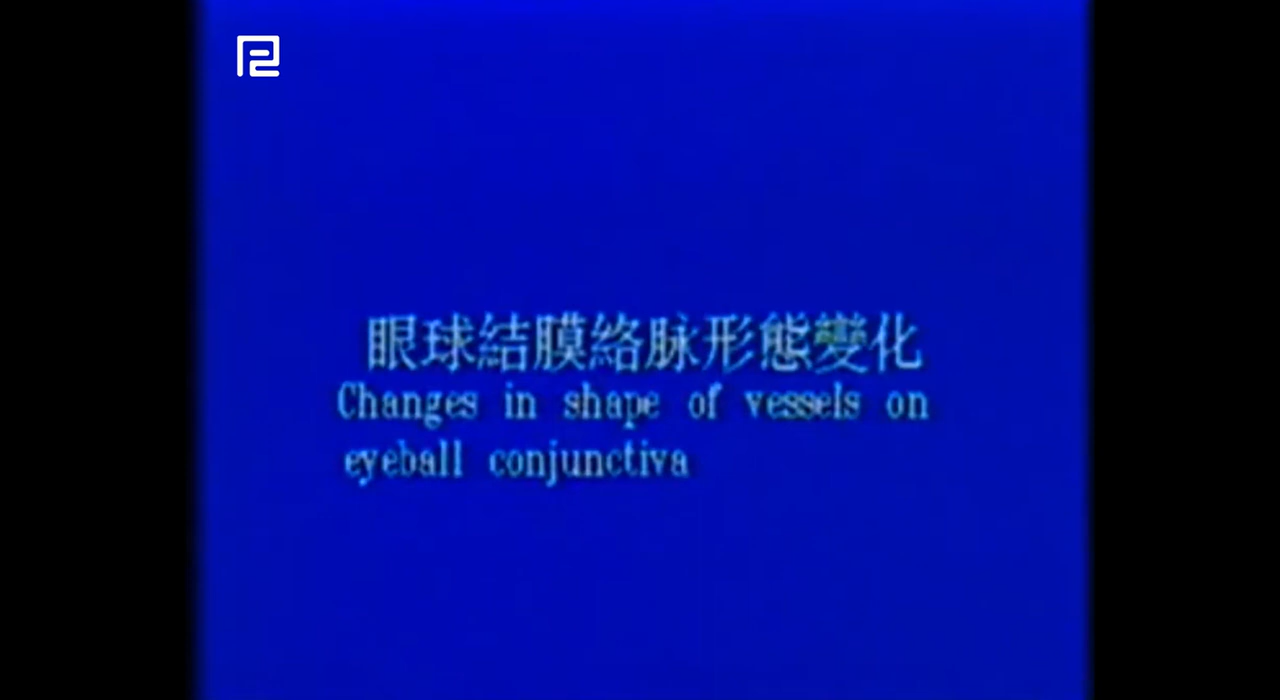 眼球結膜絡脉形態變化
Changes in shape of vessels on
eyeball conjunctiva